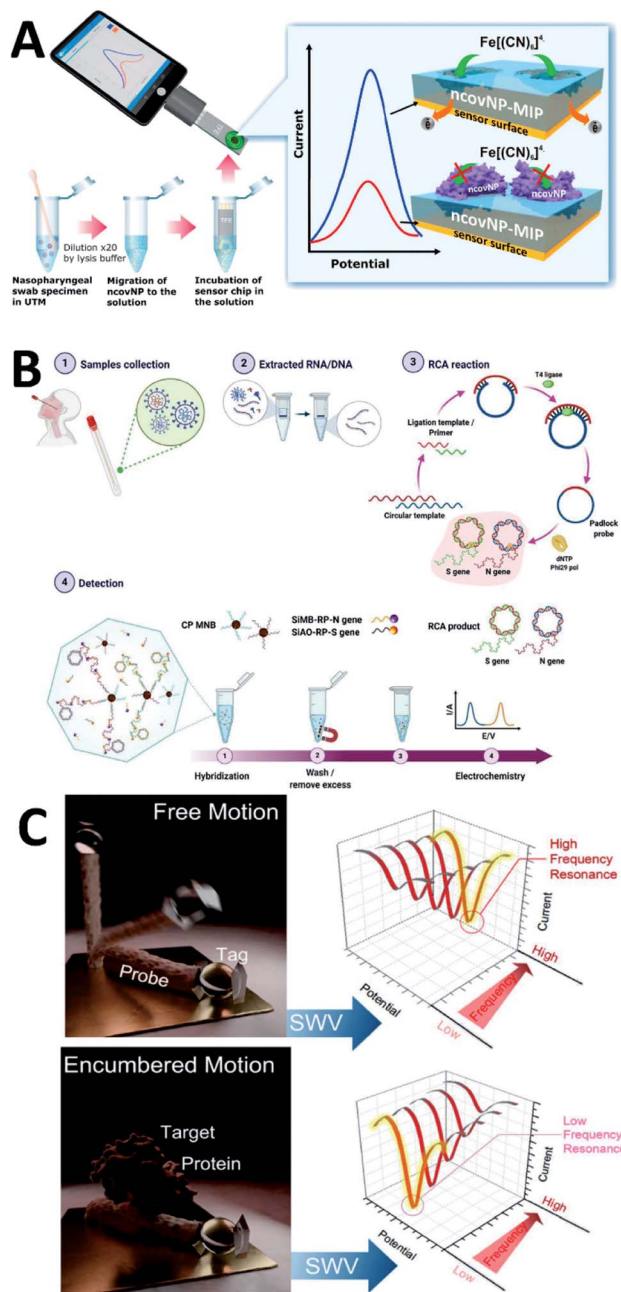 A
Fe[(CN)6]4-
ncovNP-MIP
sensor surface
ē
ē
Fe[(CN)6]4-
ncovNP
ncovNP
ncovNP-MIP
sensor surface
Current
Potential
TFE
Dilution x20
by lysis buffer
Nasopharyngeal
swab specimen
in UTM
Migration of
ncovNP to the
solution
Incubation of
sensor chip in
the solution
B
1 Samples collection
2 Extracted RNA/DNA
3 RCA reaction
T4 ligase
Ligation template /
Primer
Circular template
Padlock
probe
dNTP
Phi29 pol
S gene
N gene
4 Detection
CP MNB
SiMB-RP-N gene
SiAO-RP-S gene
RCA product
S gene
N gene
I/A
E/V
1
2
3
4
Hybridization
Wash /
remove excess
Electrochemistry
C
Free Motion
Probe
Tag
SWV
High
Frequency
Resonance
Current
Potential
Low
Frequency
High
Encumbered Motion
Target
Protein
SWV
Low
Frequency
Resonance
Current
Potential
Low
Frequency
High